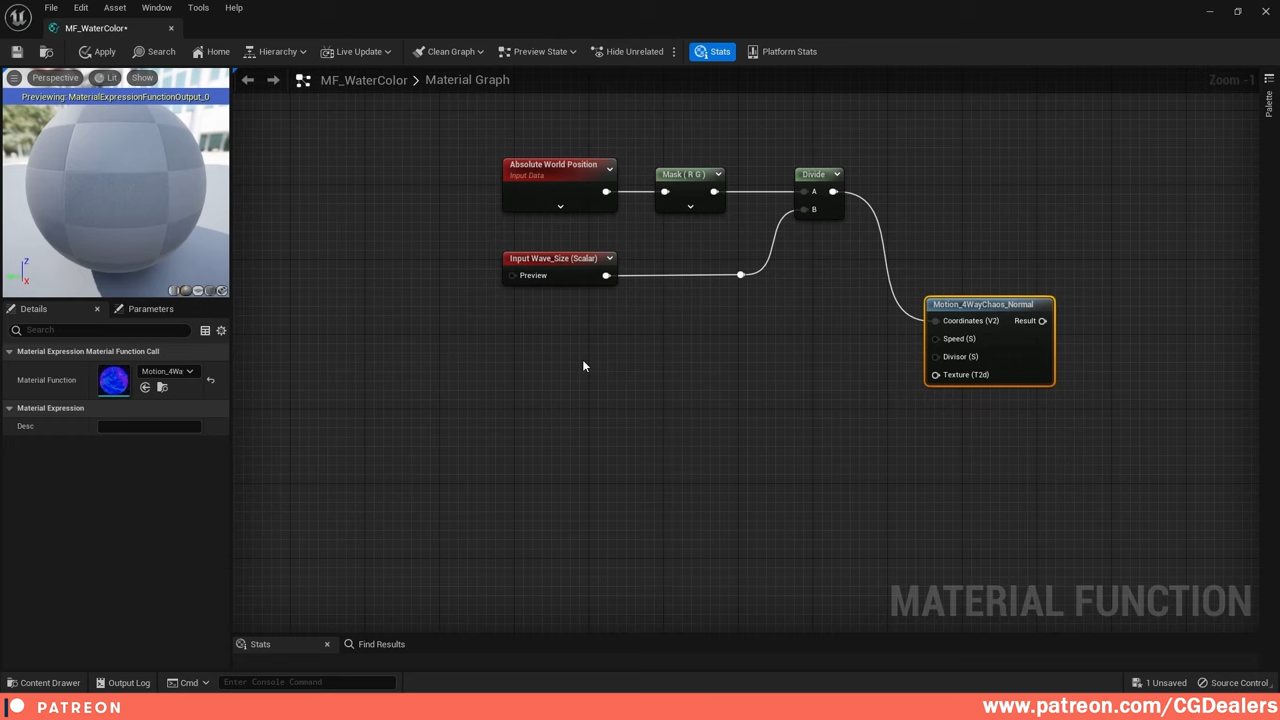 File Edit Asset Window Tools Help
MF_WaterColor*
Apply Search Home Hierarchy Live Update Clean Graph Preview State Hide Unrelated Stats Platform Stats
Perspective Lit Show
MF_WaterColor > Material Graph
Zoom -1
Palette
Previewing: MaterialExpressionFunctionOutput_0
Absolute World Position
Input Data
Mask ( R G )
Divide
A
B
Input Wave_Size (Scalar)
Preview
Z
X
Motion_4WayChaos_Normal
Coordinates (V2) Result
Speed (S)
Divisor (S)
Texture (T2d)
Details Parameters
Search
Material Expression Material Function Call
Material Function Motion_4Wa
Material Expression
Desc
MATERIAL FUNCTION
Stats Find Results
Content Drawer Output Log Cmd Enter Console Command 1 Unsaved Source Control
PATREON www.patreon.com/CGDealers